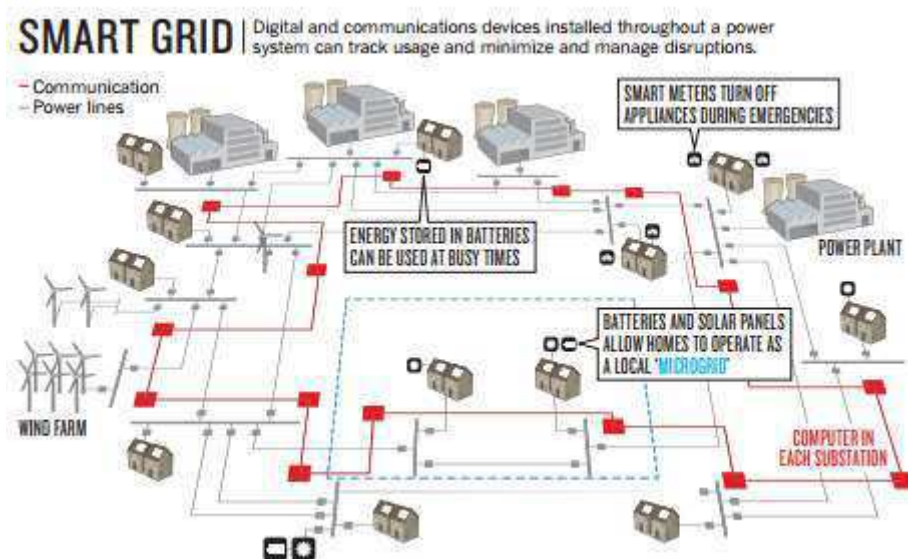 SMART GRID
Digital and communications devices installed throughout a power
system can track usage and minimize and manage disruptions.
Communication
Power lines
SMART METERS TURN OFF
APPLIANCES DURING EMERGENCIES
ENERGY STORED IN BATTERIES
CAN BE USED AT BUSY TIMES
POWER PLANT
BATTERIES AND SOLAR PANELS
ALLOW HOMES TO OPERATE AS
A LOCAL ‘MICROGRID’
WIND FARM
COMPUTER IN
EACH SUBSTATION